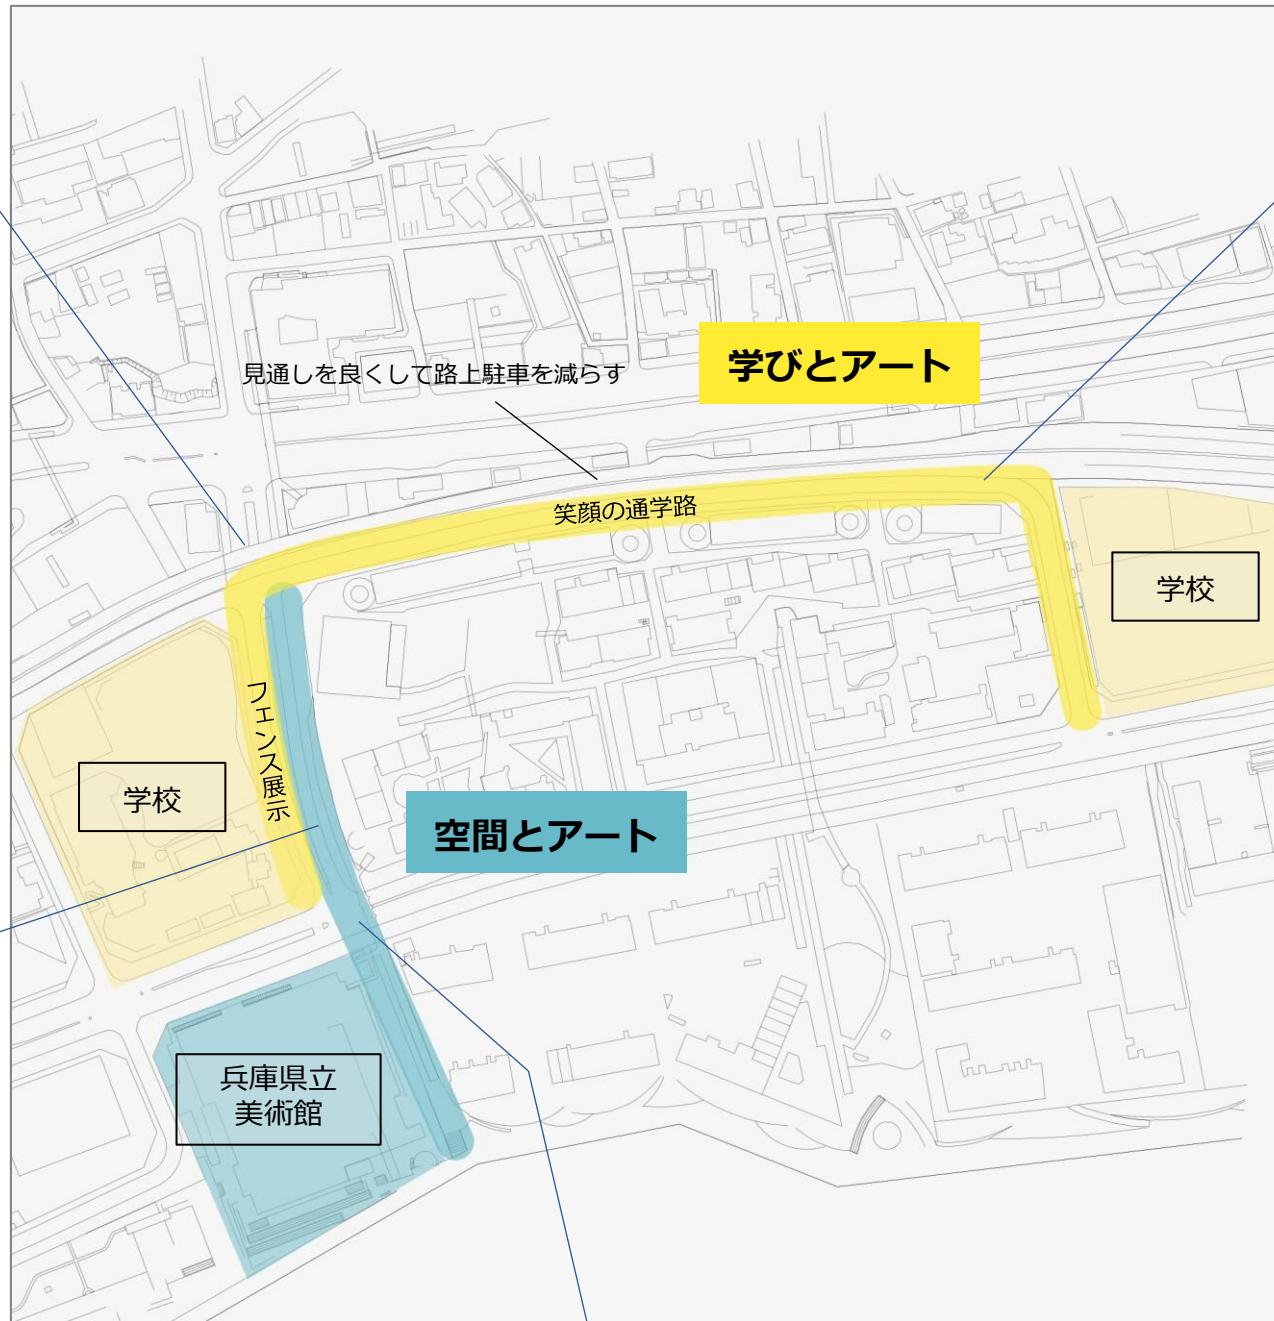 学びとアート
見通しを良くして路上駐車を減らす
笑顔の通学路
学校
フェンス展示
学校
空間とアート
兵庫県立
美術館